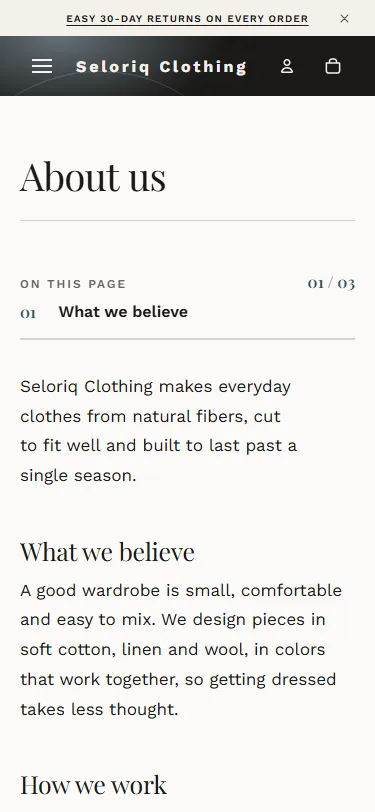 EASY 30-DAY RETURNS ON EVERY ORDER
Seloriq Clothing
About us
ON THIS PAGE 01 / 03
01 What we believe
Seloriq Clothing makes everyday
clothes from natural fibers, cut
to fit well and built to last past a
single season.
What we believe
A good wardrobe is small, comfortable
and easy to mix. We design pieces in
soft cotton, linen and wool, in colors
that work together, so getting dressed
takes less thought.
How we work